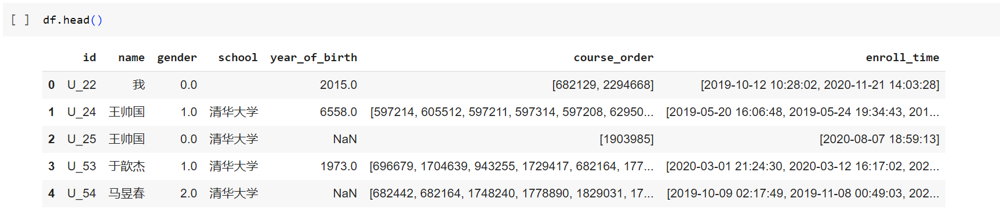 [ ] df.head()
id name gender school year_of_birth course_order enroll_time
0 U_22 我 0.0 2015.0 [682129, 2294668] [2019-10-12 10:28:02, 2020-11-21 14:03:28]
1 U_24 王帅国 1.0 清华大学 6558.0 [597214, 605512, 597211, 597314, 597208, 62950... [2019-05-20 16:06:48, 2019-05-24 19:34:43, 201...
2 U_25 王帅国 0.0 清华大学 NaN [1903985] [2020-08-07 18:59:13]
3 U_53 于歆杰 1.0 清华大学 1973.0 [696679, 1704639, 943255, 1729417, 682164, 177... [2020-03-01 21:24:30, 2020-03-12 16:17:02, 202...
4 U_54 马昱春 2.0 清华大学 NaN [682442, 682164, 1748240, 1778890, 1829031, 17... [2019-10-09 02:17:49, 2019-11-08 00:49:03, 202...